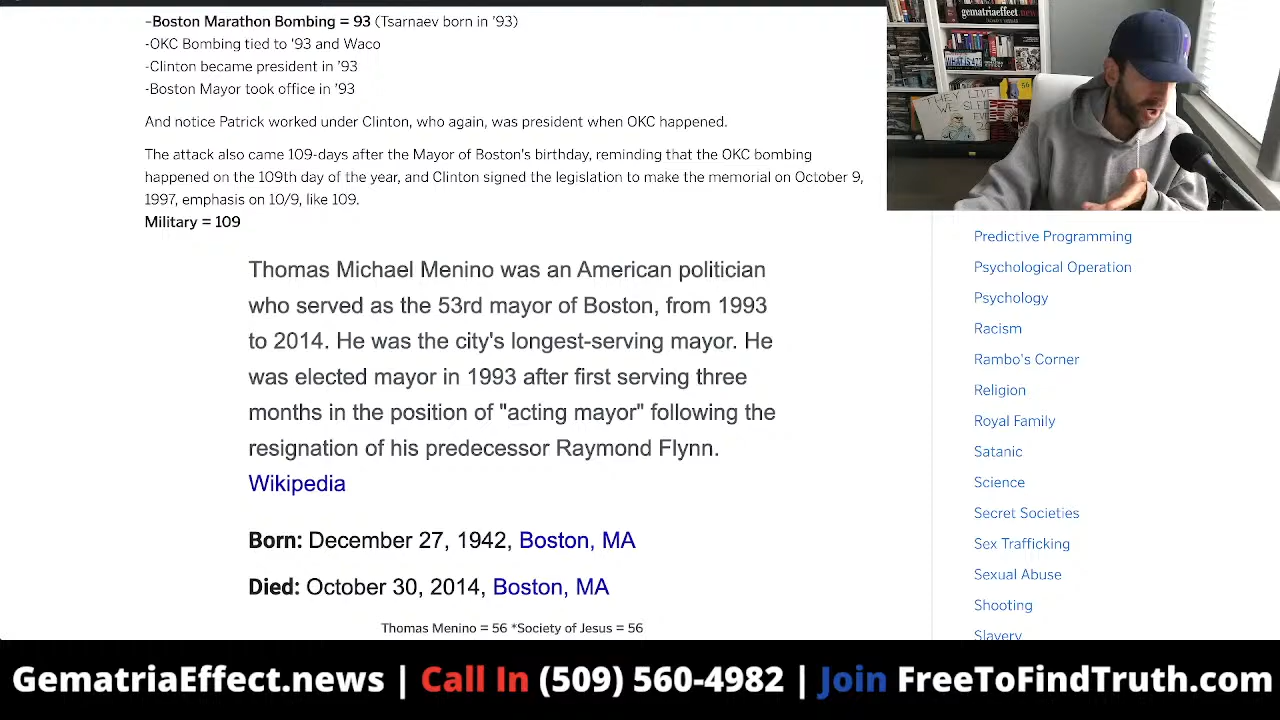 -Boston Marathon Bombing = 93 (Tsarnaev born in '93)
-OKC bombing tied to '93 and Waco
-Clinton became president in '93
-Boston Mayor took office in '93
And note Patrick worked under Clinton, who again, was president when OKC happened.
The attack also came 109-days after the Mayor of Boston's birthday, reminding that the OKC bombing
happened on the 109th day of the year, and Clinton signed the legislation to make the memorial on October 9,
1997, emphasis on 10/9, like 109.
Military = 109
Thomas Michael Menino was an American politician
who served as the 53rd mayor of Boston, from 1993
to 2014. He was the city's longest-serving mayor. He
was elected mayor in 1993 after first serving three
months in the position of "acting mayor" following the
resignation of his predecessor Raymond Flynn.
Wikipedia
Born: December 27, 1942, Boston, MA
Died: October 30, 2014, Boston, MA
Thomas Menino = 56 *Society of Jesus = 56
gematriaeffect.news
THEY LIVE
WE SLEEP
Predictive Programming
Psychological Operation
Psychology
Racism
Rambo's Corner
Religion
Royal Family
Satanic
Science
Secret Societies
Sex Trafficking
Sexual Abuse
Shooting
Slavery
GematriaEffect.news | Call In (509) 560-4982 | Join FreeToFindTruth.com